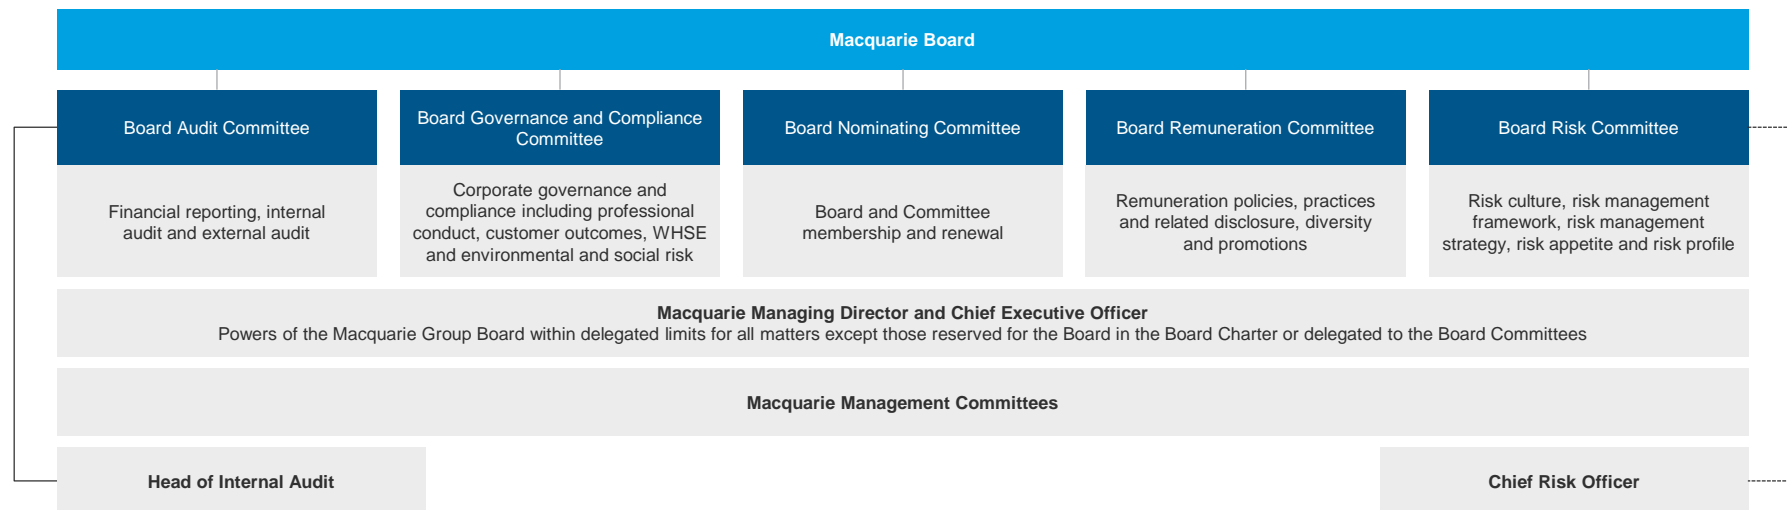 Macquarie Board
Board Audit Committee
Board Governance and Compliance
Committee
Board Nominating Committee
Board Remuneration Committee
Board Risk Committee
Financial reporting, internal
audit and external audit
Corporate governance and
compliance including professional
conduct, customer outcomes, WHSE
and environmental and social risk
Board and Committee
membership and renewal
Remuneration policies, practices
and related disclosure, diversity
and promotions
Risk culture, risk management
framework, risk management
strategy, risk appetite and risk profile
Macquarie Managing Director and Chief Executive Officer
Powers of the Macquarie Group Board within delegated limits for all matters except those reserved for the Board in the Board Charter or delegated to the Board Committees
Macquarie Management Committees
Head of Internal Audit
Chief Risk Officer